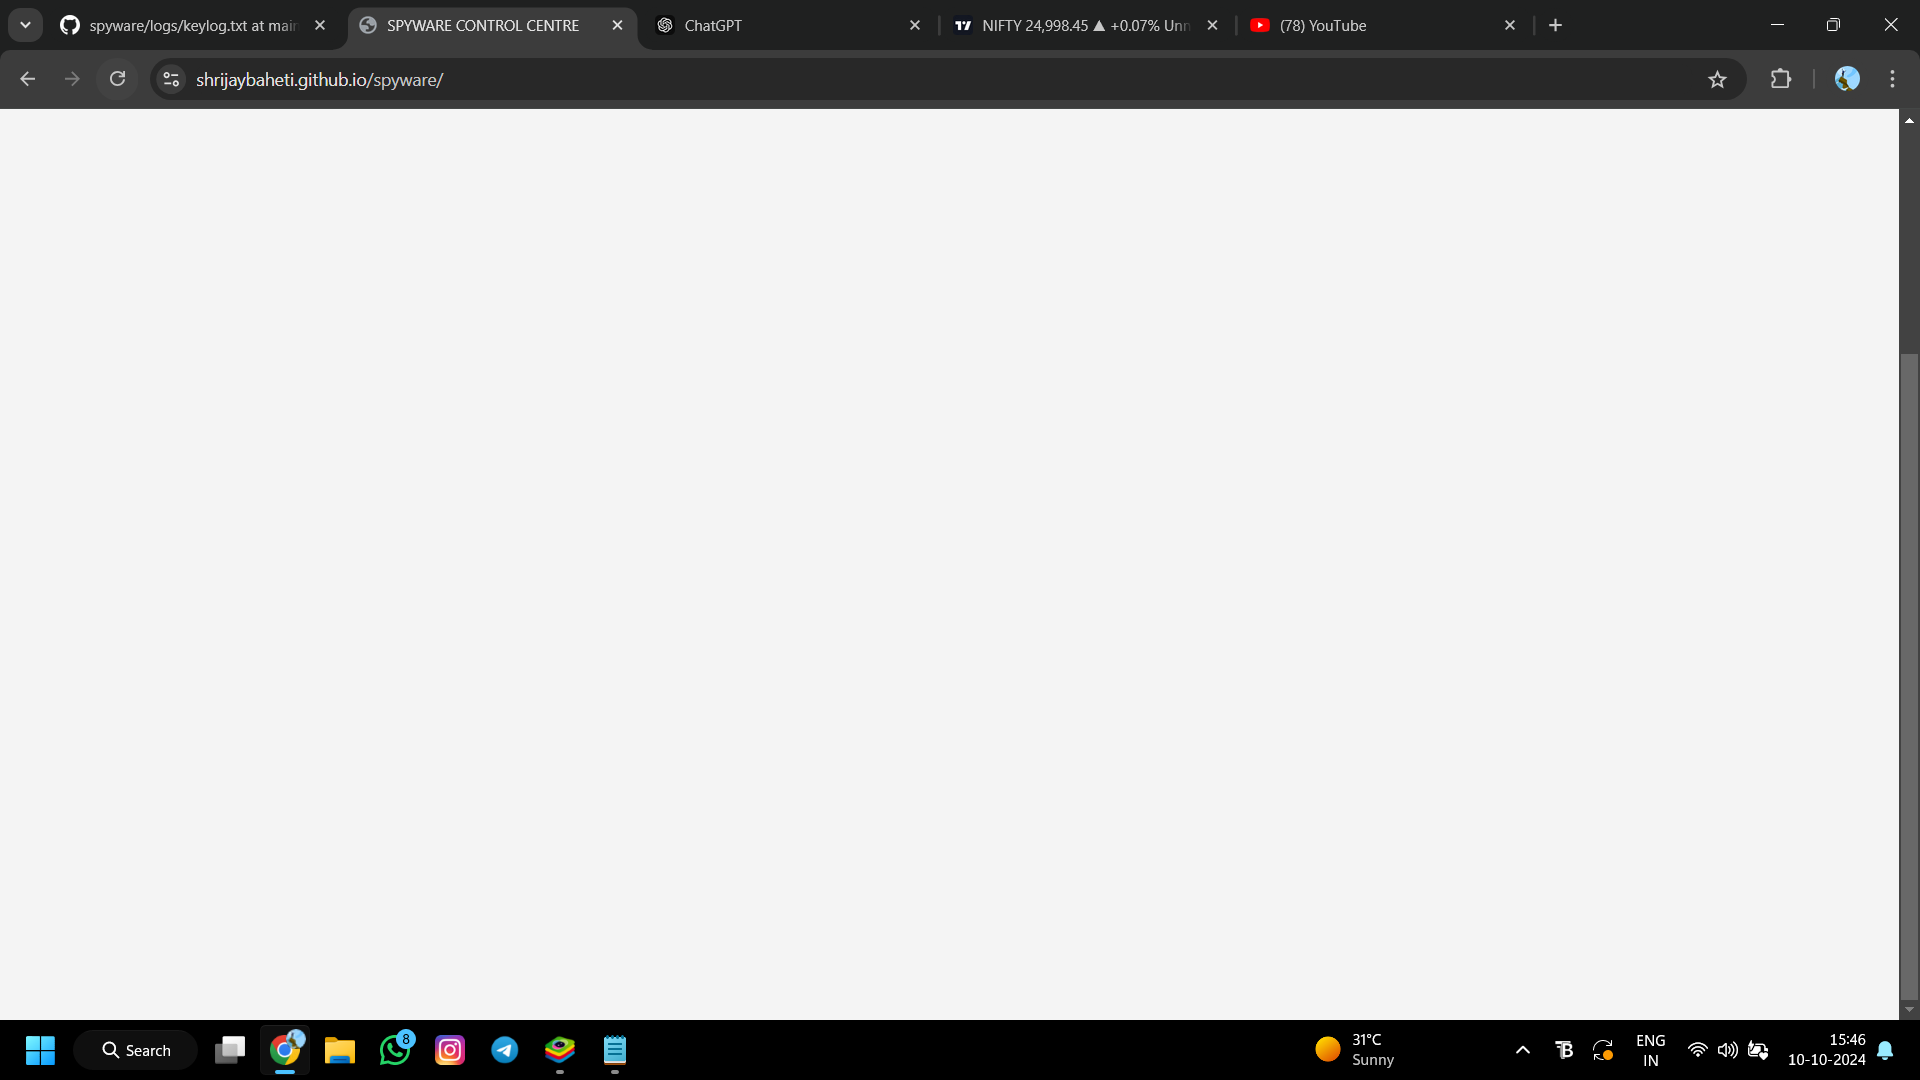 spyware/logs/keylog.txt at main
SPYWARE CONTROL CENTRE
ChatGPT
NIFTY 24,998.45 ▲ +0.07% Unn
(78) YouTube
shrijaybaheti.github.io/spyware/
Search
8
31°C
Sunny
ENG
IN
15:46
10-10-2024